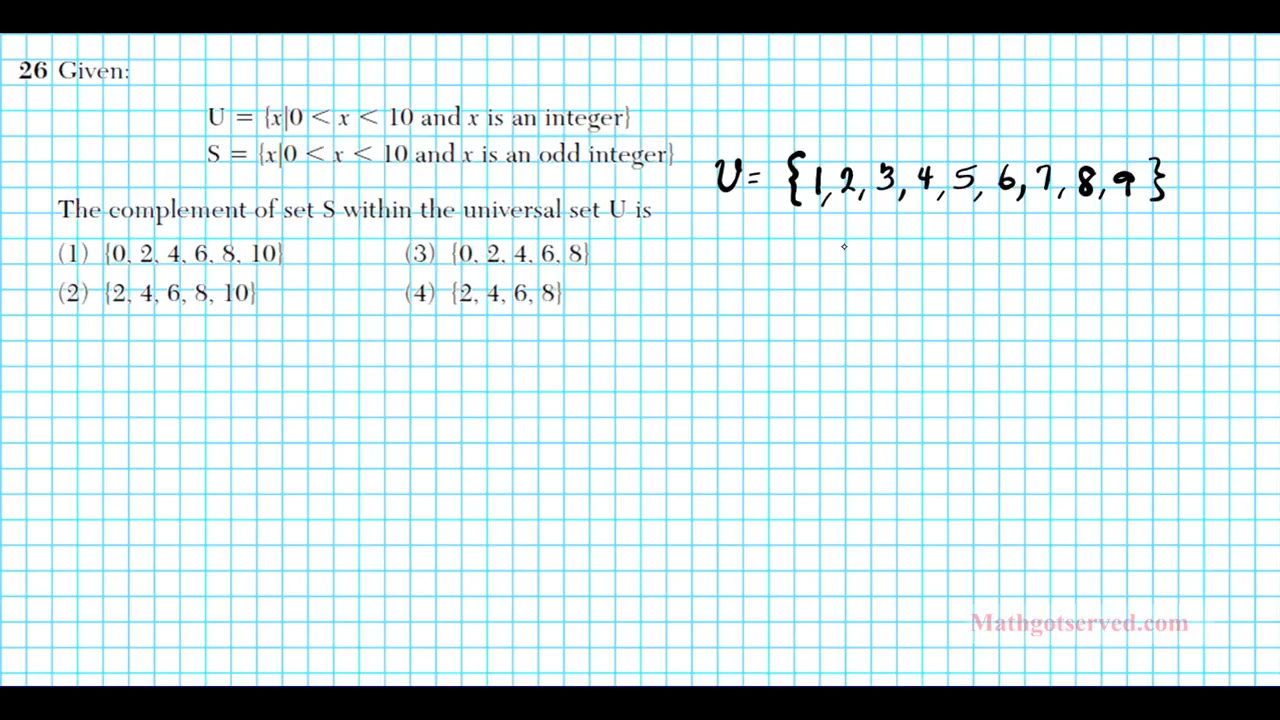 26 Given:
U = {x|0 < x < 10 and x is an integer}
S = {x|0 < x < 10 and x is an odd integer}
U = {1, 2, 3, 4, 5, 6, 7, 8, 9}
The complement of set S within the universal set U is
(1) {0, 2, 4, 6, 8, 10} (3) {0, 2, 4, 6, 8}
(2) {2, 4, 6, 8, 10} (4) {2, 4, 6, 8}
Mathgotserved.com